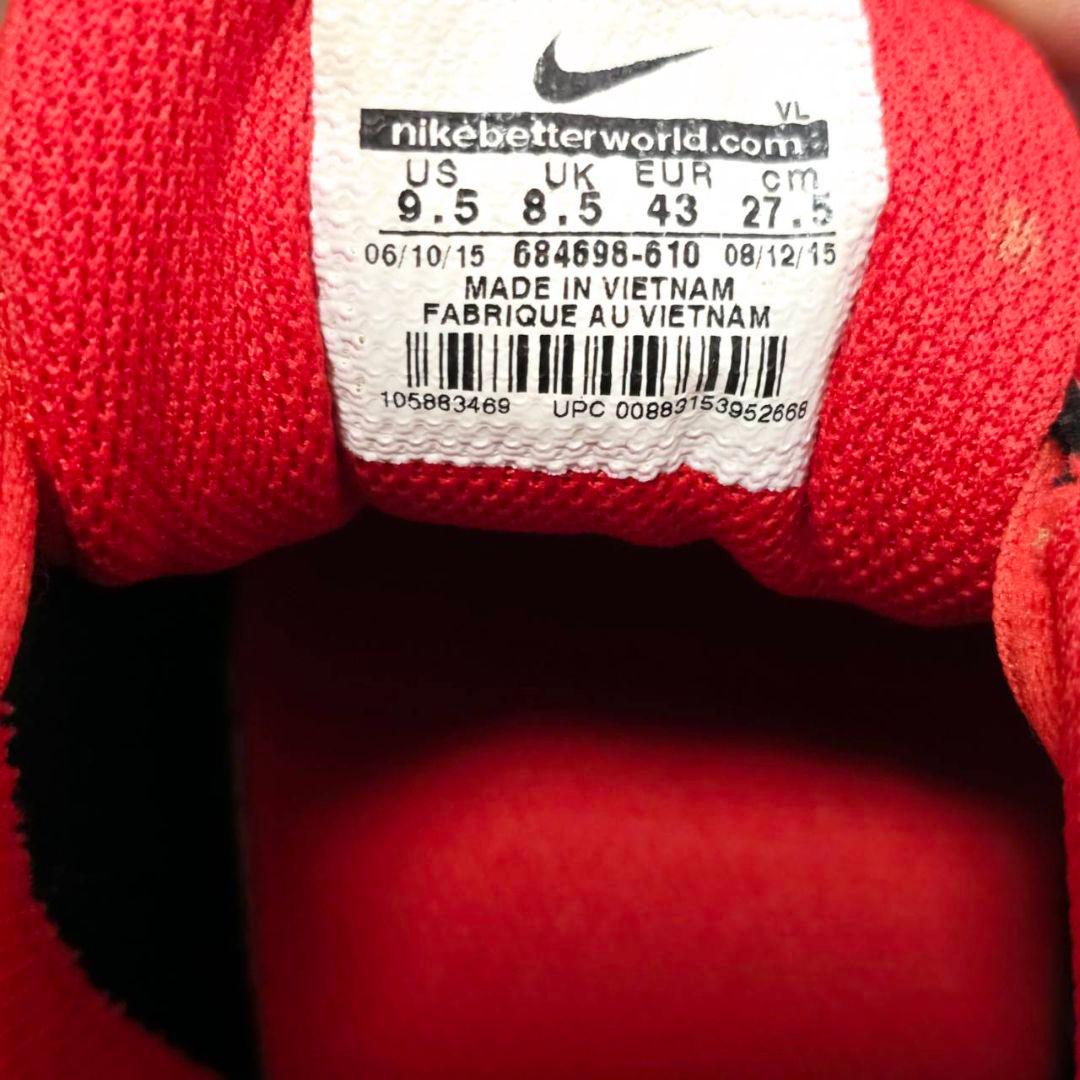 VL
nikebetterworld.com
US UK EUR cm
9.5 8.5 43 27.5
06/10/15 684698-610 08/12/15
MADE IN VIETNAM
FABRIQUE AU VIETNAM
105883469 UPC 00883153952668